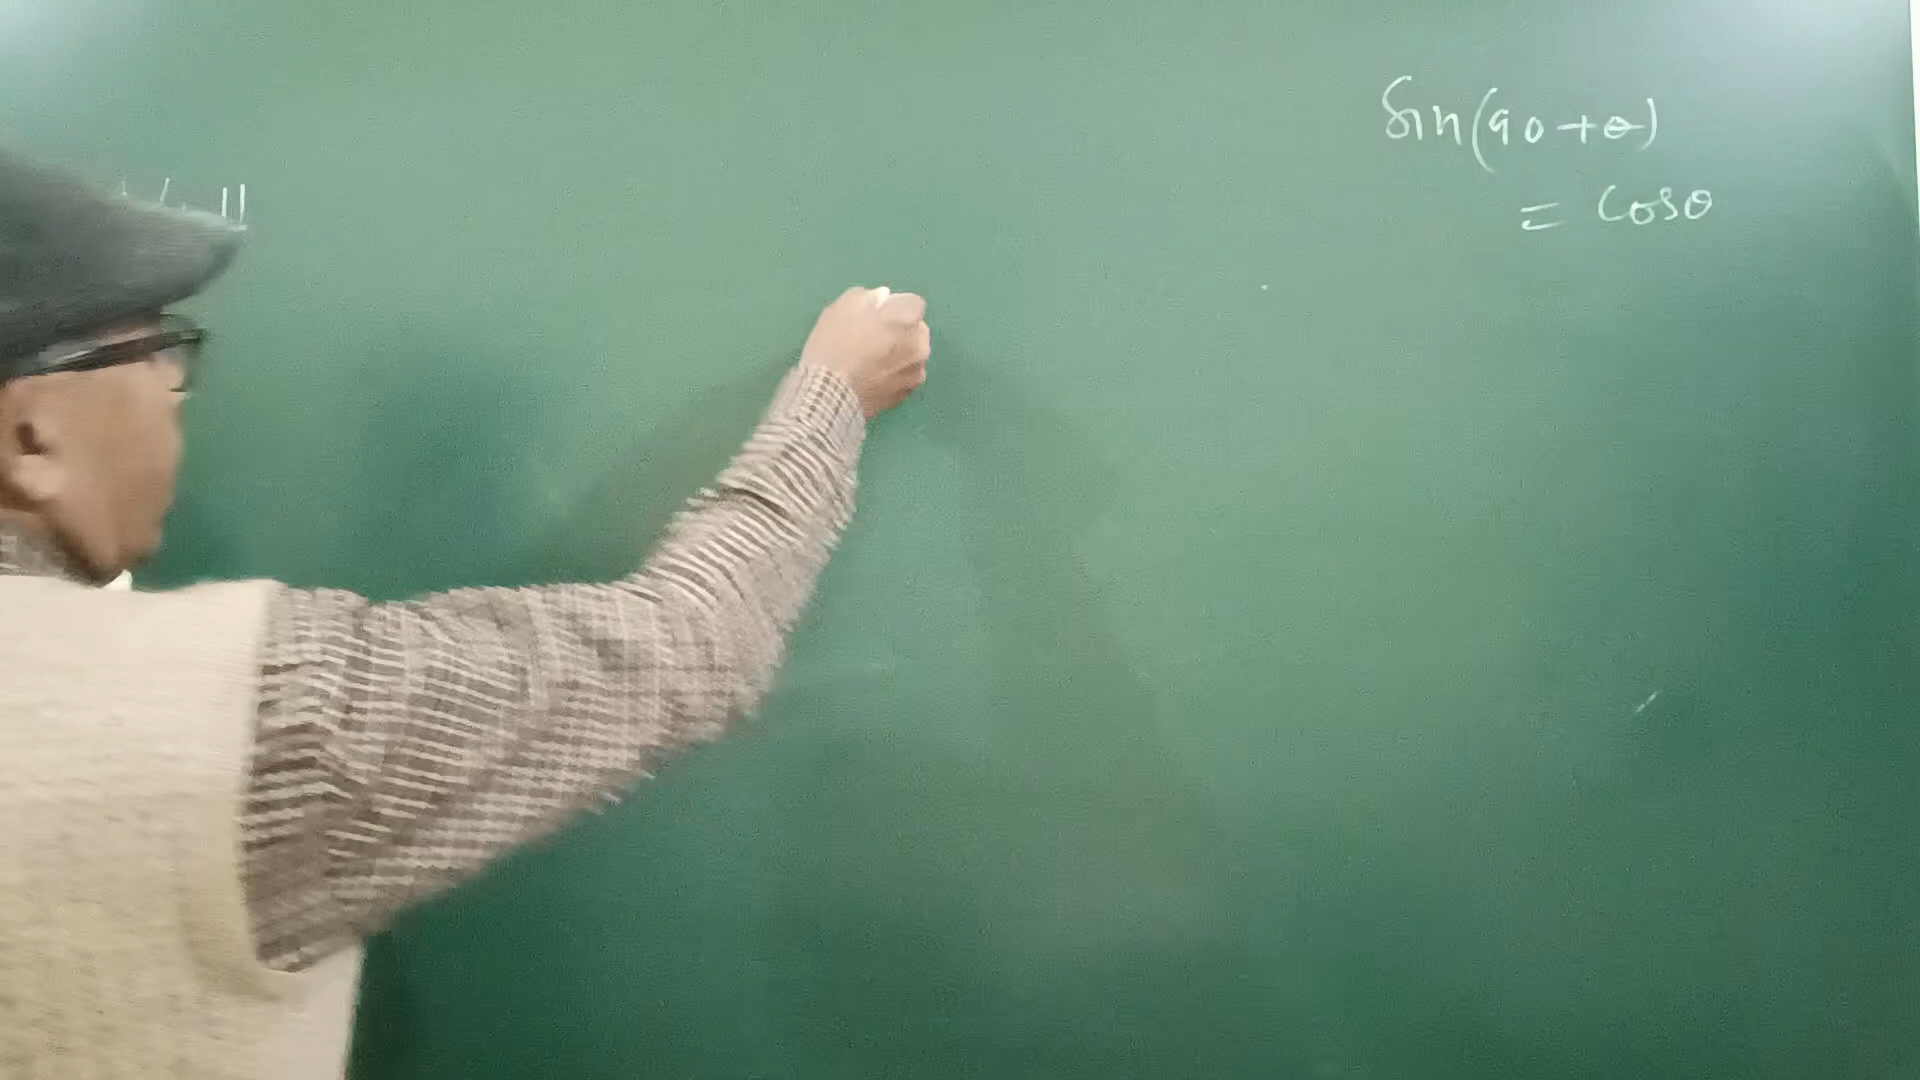 sin(90+θ)
= cosθ